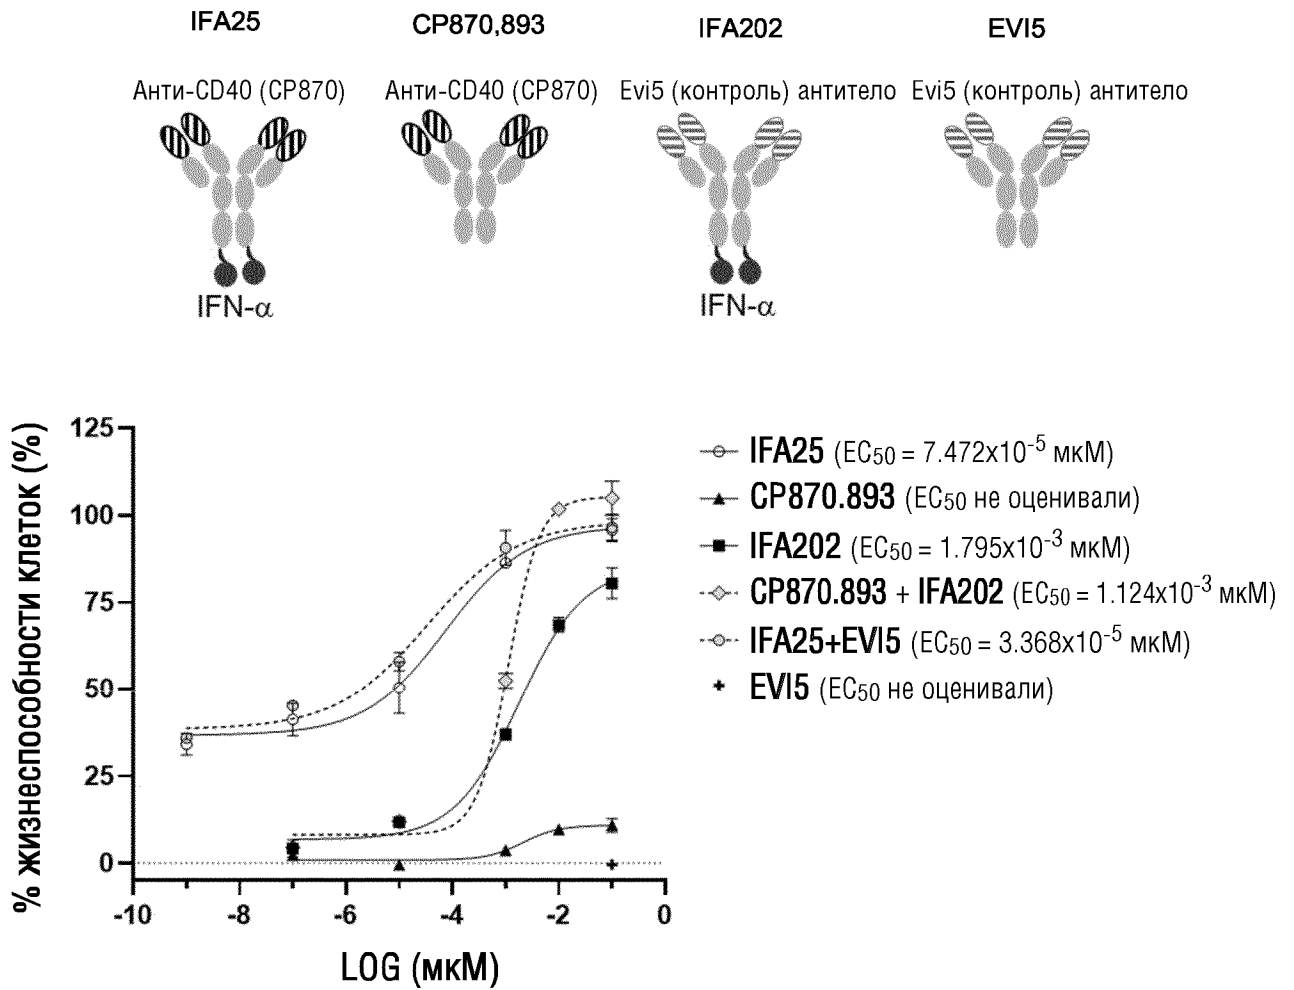 IFA25
CP870,893
IFA202
EVI5
Анти-CD40 (CP870)
Анти-CD40 (CP870)
Evi5 (контроль) антитело
Evi5 (контроль) антитело
IFN-α
IFN-α
% жизнеспособности клеток (%)
125
100
75
50
25
0
-10
-8
-6
-4
-2
0
LOG (мкМ)
IFA25 (EC50 = 7.472x10-5 мкМ)
CP870.893 (EC50 не оценивали)
IFA202 (EC50 = 1.795x10-3 мкМ)
CP870.893 + IFA202 (EC50 = 1.124x10-3 мкМ)
IFA25+EVI5 (EC50 = 3.368x10-5 мкМ)
EVI5 (EC50 не оценивали)